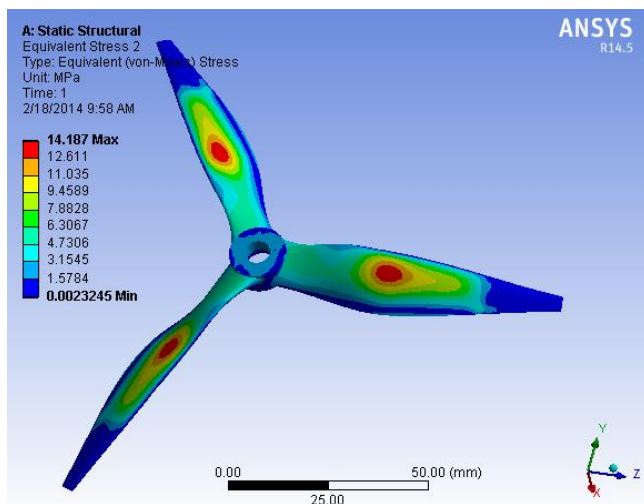 A: Static Structural
Equivalent Stress 2
Type: Equivalent (von-Mises) Stress
Unit: MPa
Time: 1
2/18/2014 9:58 AM
ANSYS
R14.5
14.187 Max
12.611
11.035
9.4589
7.8828
6.3067
4.7306
3.1545
1.5784
0.0023245 Min
0.00
50.00 (mm)
25.00
Y
Z
X